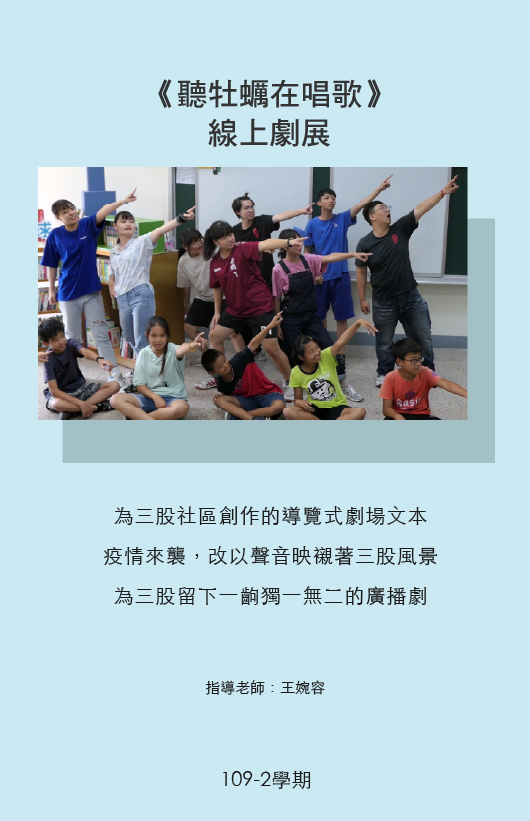 《聽牡蠣在唱歌》
線上劇展
為三股社區創作的導覽式劇場文本
疫情來襲，改以聲音映襯著三股風景
為三股留下一齣獨一無二的廣播劇
指導老師：王婉容
109-2學期